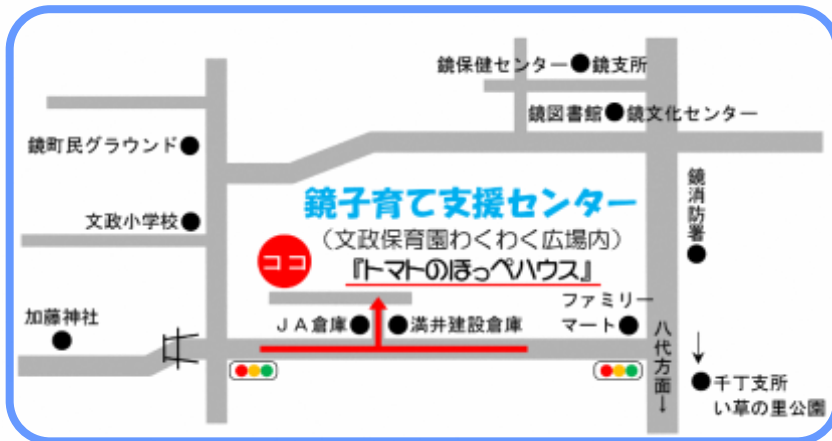 鏡保健センター●鏡支所
鏡図書館●鏡文化センター
鏡町民グラウンド●
文政小学校●
鏡消防署
鏡子育て支援センター
(文政保育園わくわく広場内)
ココ
『トマトのほっぺハウス』
ファミリー
マート●
加藤神社
JA倉庫●
●満井建設倉庫
八代方面↓
●千丁支所
い草の里公園